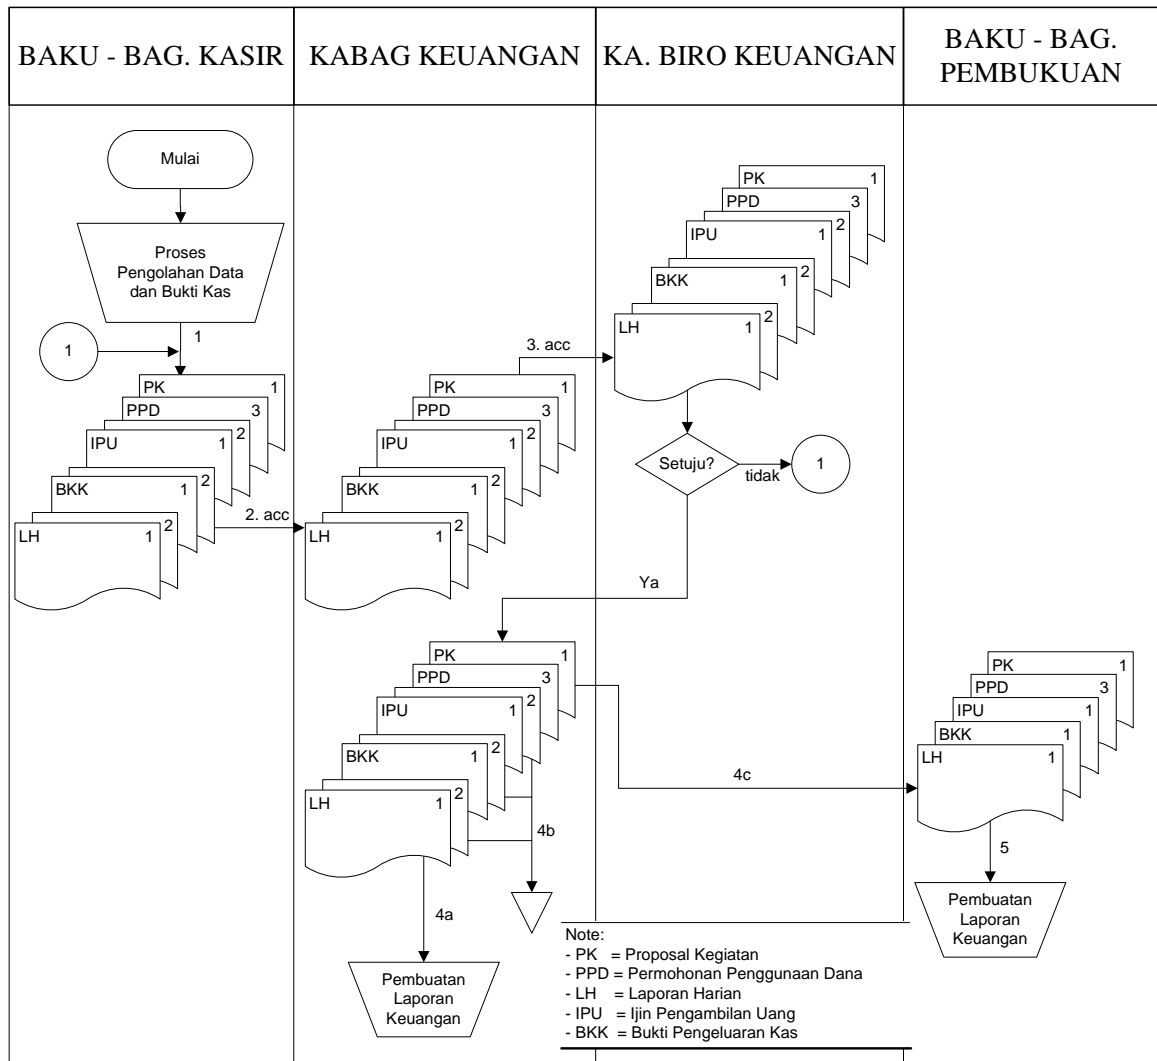 BAKU - BAG. KASIR
KABAG KEUANGAN
KA. BIRO KEUANGAN
BAKU - BAG.
PEMBUKUAN
Mulai
Proses
Pengolahan Data
dan Bukti Kas
1
1
PK 1
PPD 3
2
IPU 1
2
BKK 1
2
LH 1
2. acc
PK 1
PPD 3
2
IPU 1
2
BKK 1
2
LH 1
3. acc
PK 1
PPD 3
2
IPU 1
2
BKK 1
2
LH 1
Setuju?
tidak
1
Ya
PK 1
PPD 3
2
IPU 1
2
BKK 1
2
LH 1
4a
4b
4c
Pembuatan
Laporan
Keuangan
PK 1
PPD 3
IPU 1
BKK 1
LH 1
5
Pembuatan
Laporan
Keuangan
Note:
- PK = Proposal Kegiatan
- PPD = Permohonan Penggunaan Dana
- LH = Laporan Harian
- IPU = Ijin Pengambilan Uang
- BKK = Bukti Pengeluaran Kas